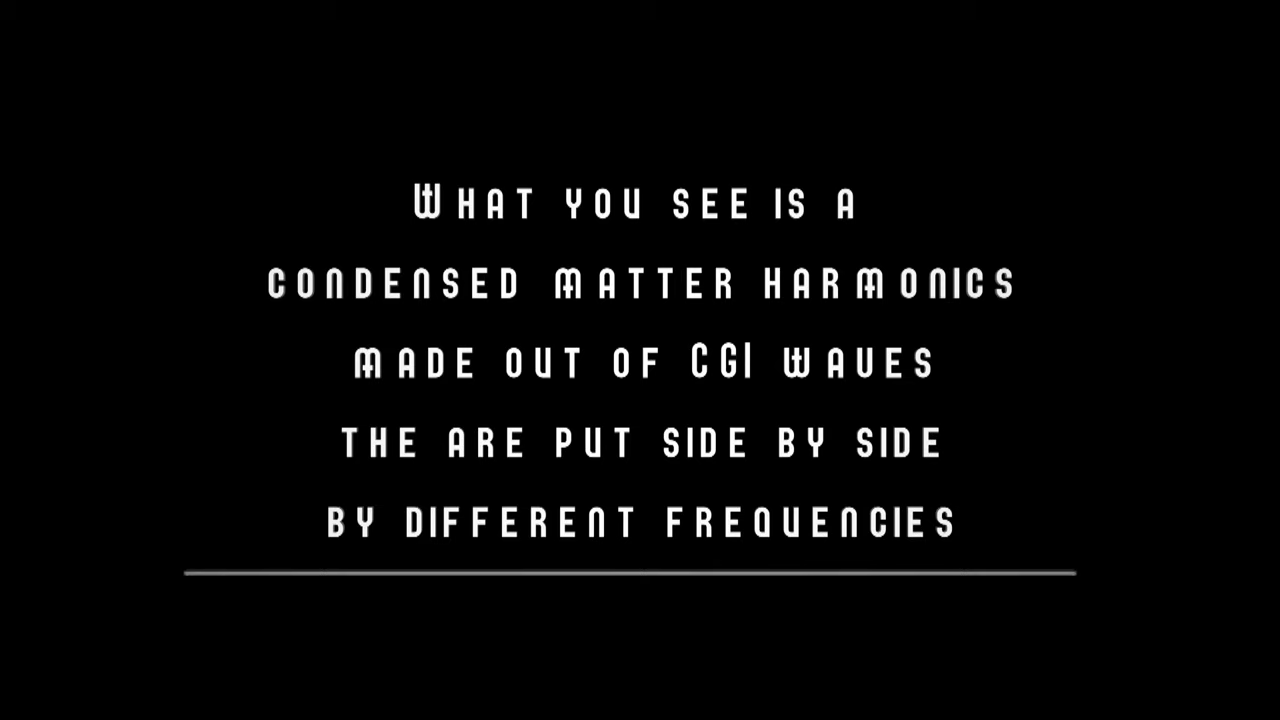 What you see is a
condensed matter harmonics
made out of CGI waves
the are put side by side
by different frequencies